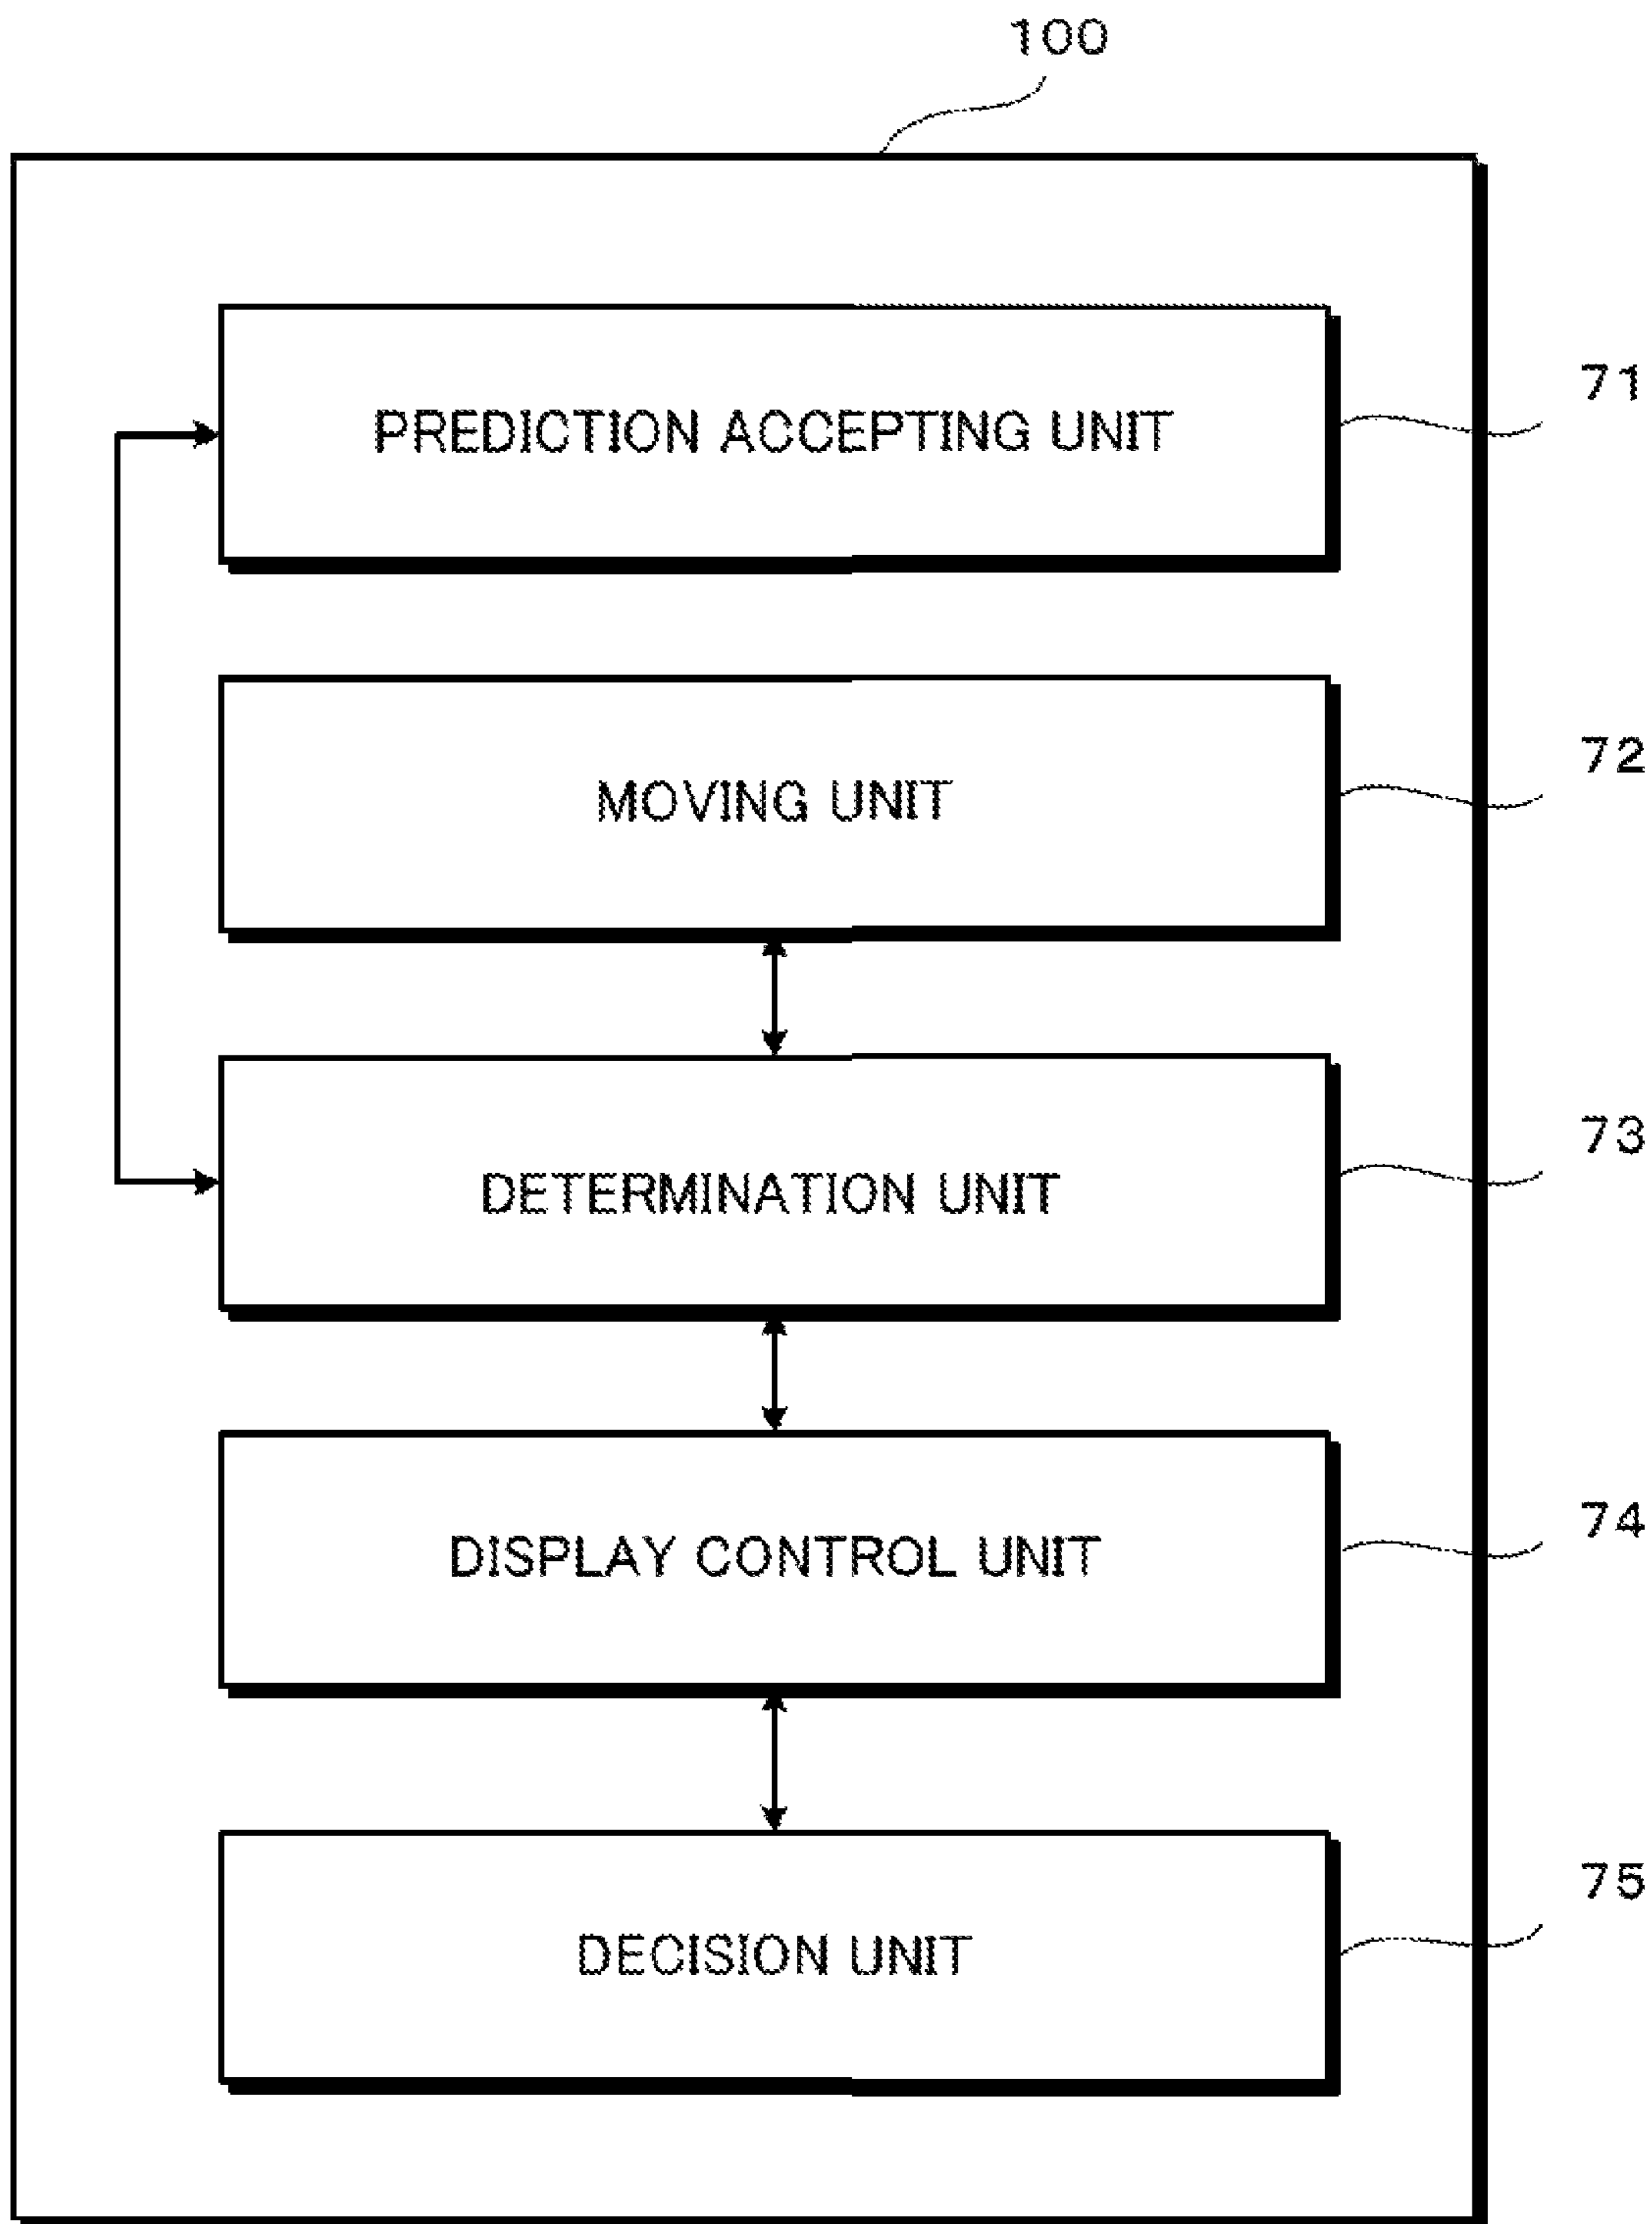 100
PREDICTION ACCEPTING UNIT
71
MOVING UNIT
72
DETERMINATION UNIT
73
DISPLAY CONTROL UNIT
74
DECISION UNIT
75